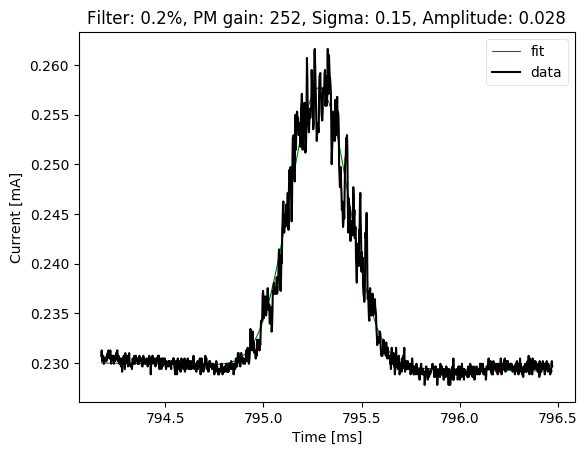 Filter: 0.2%, PM gain: 252, Sigma: 0.15, Amplitude: 0.028
fit
data
0.260
0.255
0.250
0.245
0.240
0.235
0.230
Current [mA]
794.5
795.0
795.5
796.0
796.5
Time [ms]